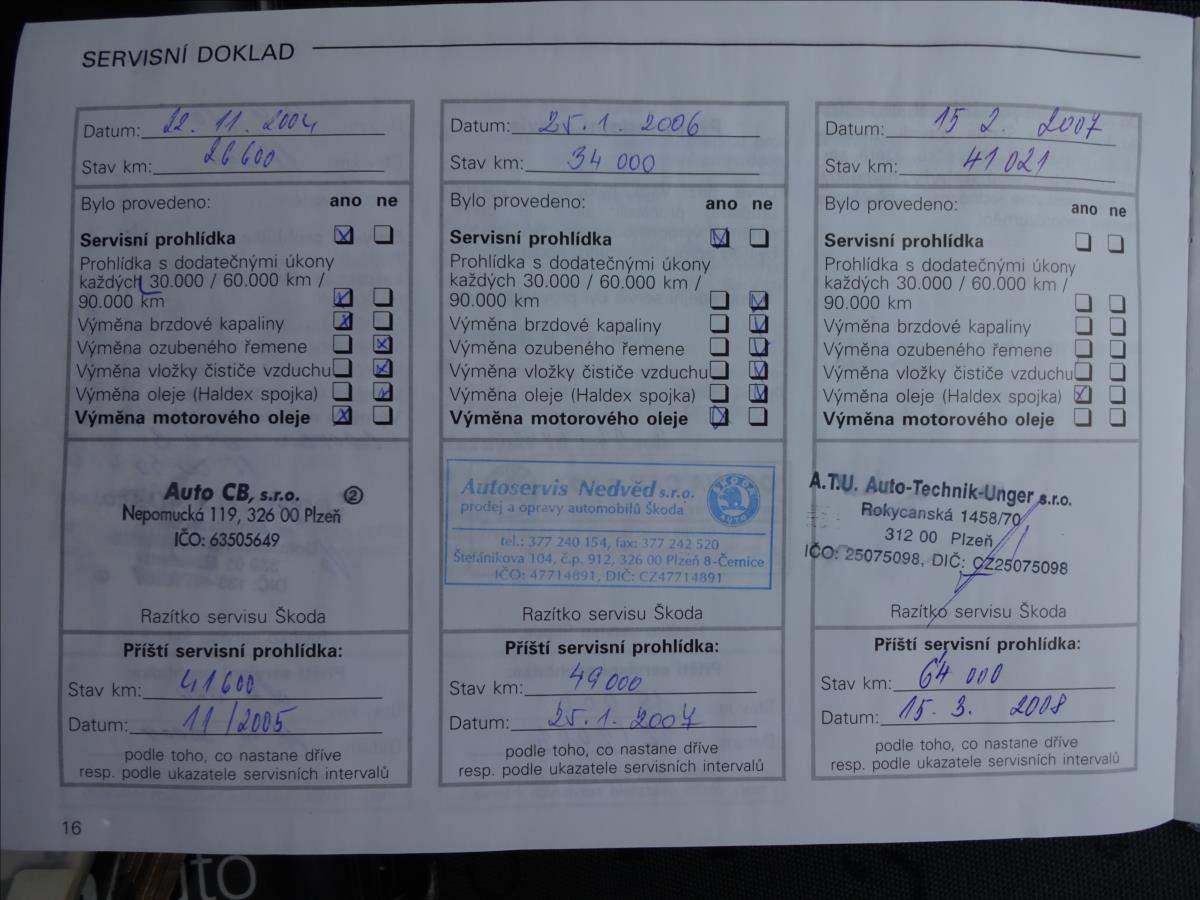 SERVISNÍ DOKLAD
Datum: 22. 11. 2004
Stav km: 26 600
Bylo provedeno: ano ne
Servisní prohlídka
Prohlídka s dodatečnými úkony
každých 30.000 / 60.000 km /
90.000 km
Výměna brzdové kapaliny
Výměna ozubeného řemene
Výměna vložky čističe vzduchu
Výměna oleje (Haldex spojka)
Výměna motorového oleje
Auto CB, s.r.o. 2
Nepomucká 119, 326 00 Plzeň
IČO: 63505649
Razítko servisu Škoda
Příští servisní prohlídka:
Stav km: 41600
Datum: 11/2005
podle toho, co nastane dříve
resp. podle ukazatele servisních intervalů
Datum: 25. 1. 2006
Stav km: 34 000
Bylo provedeno: ano ne
Servisní prohlídka
Prohlídka s dodatečnými úkony
každých 30.000 / 60.000 km /
90.000 km
Výměna brzdové kapaliny
Výměna ozubeného řemene
Výměna vložky čističe vzduchu
Výměna oleje (Haldex spojka)
Výměna motorového oleje
Autoservis Nedvěd s.r.o.
prodej a opravy automobilů Škoda
ŠKODA
AUTO
tel.: 377 240 154, fax: 377 242 520
Štefánikova 104, č.p. 912, 326 00 Plzeň 8-Černice
IČO: 47714891, DIČ: CZ47714891
Razítko servisu Škoda
Příští servisní prohlídka:
Stav km: 49000
Datum: 25. 1. 2007
podle toho, co nastane dříve
resp. podle ukazatele servisních intervalů
Datum: 15 2. 2007
Stav km: 41 021
Bylo provedeno: ano ne
Servisní prohlídka
Prohlídka s dodatečnými úkony
každých 30.000 / 60.000 km /
90.000 km
Výměna brzdové kapaliny
Výměna ozubeného řemene
Výměna vložky čističe vzduchu
Výměna oleje (Haldex spojka)
Výměna motorového oleje
A.T.U. Auto-Technik-Unger s.r.o.
Rokycanská 1458/70
312 00 Plzeň
IČO: 25075098, DIČ: CZ25075098
Razítko servisu Škoda
Příští servisní prohlídka:
Stav km: 64 000
Datum: 15. 3. 2008
podle toho, co nastane dříve
resp. podle ukazatele servisních intervalů
16
uto